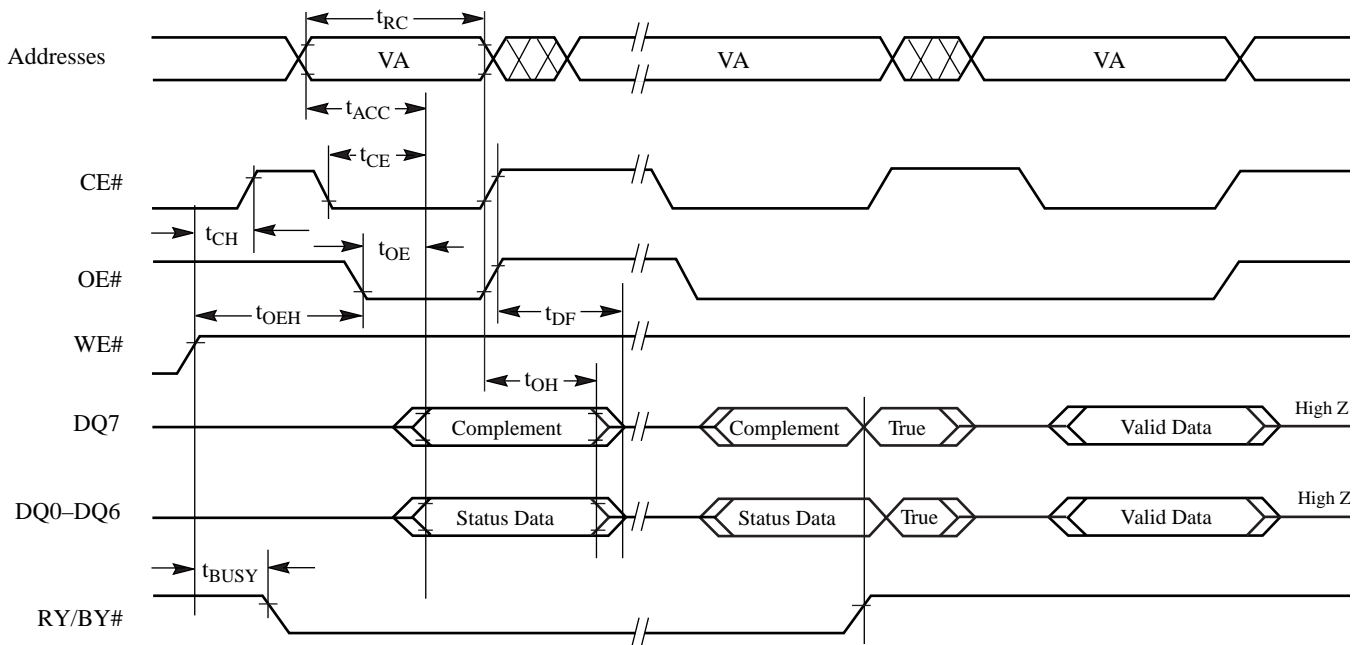 tRC
Addresses VA VA VA
tACC
tCE
CE#
tCH tOE
OE#
tOEH tDF
WE#
tOH
DQ7 Complement Complement True Valid Data High Z
DQ0–DQ6 Status Data Status Data True Valid Data High Z
tBUSY
RY/BY#